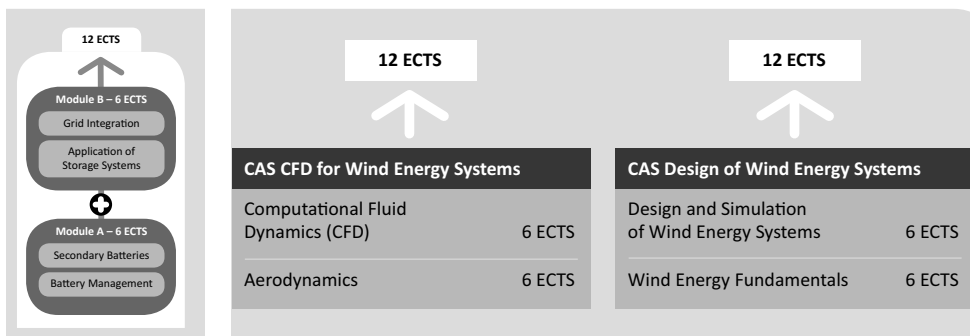 12 ECTS
Module B – 6 ECTS
Grid Integration
Application of
Storage Systems
Module A – 6 ECTS
Secondary Batteries
Battery Management
12 ECTS
CAS CFD for Wind Energy Systems
Computational Fluid
Dynamics (CFD) 6 ECTS
Aerodynamics 6 ECTS
12 ECTS
CAS Design of Wind Energy Systems
Design and Simulation
of Wind Energy Systems 6 ECTS
Wind Energy Fundamentals 6 ECTS